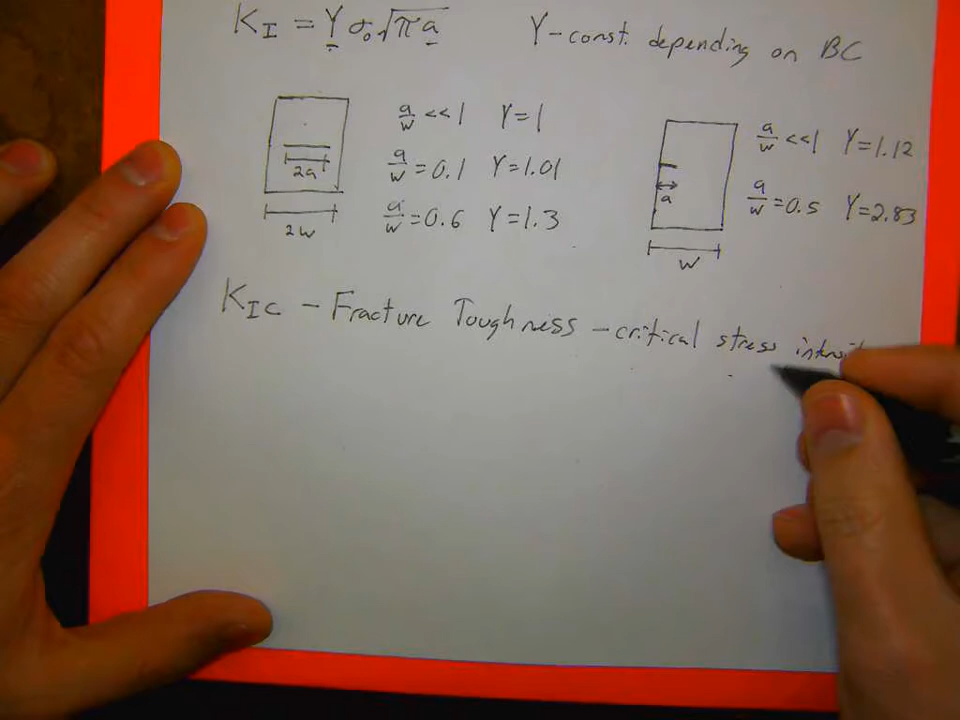 K_I = Y σ₀ √πa Y - const. depending on BC
a/w << 1 Y = 1
a/w = 0.1 Y = 1.01
a/w = 0.6 Y = 1.3
2a
2w
a/w << 1 Y = 1.12
a/w = 0.5 Y = 2.83
a
w
K_IC - Fracture Toughness - critical stress